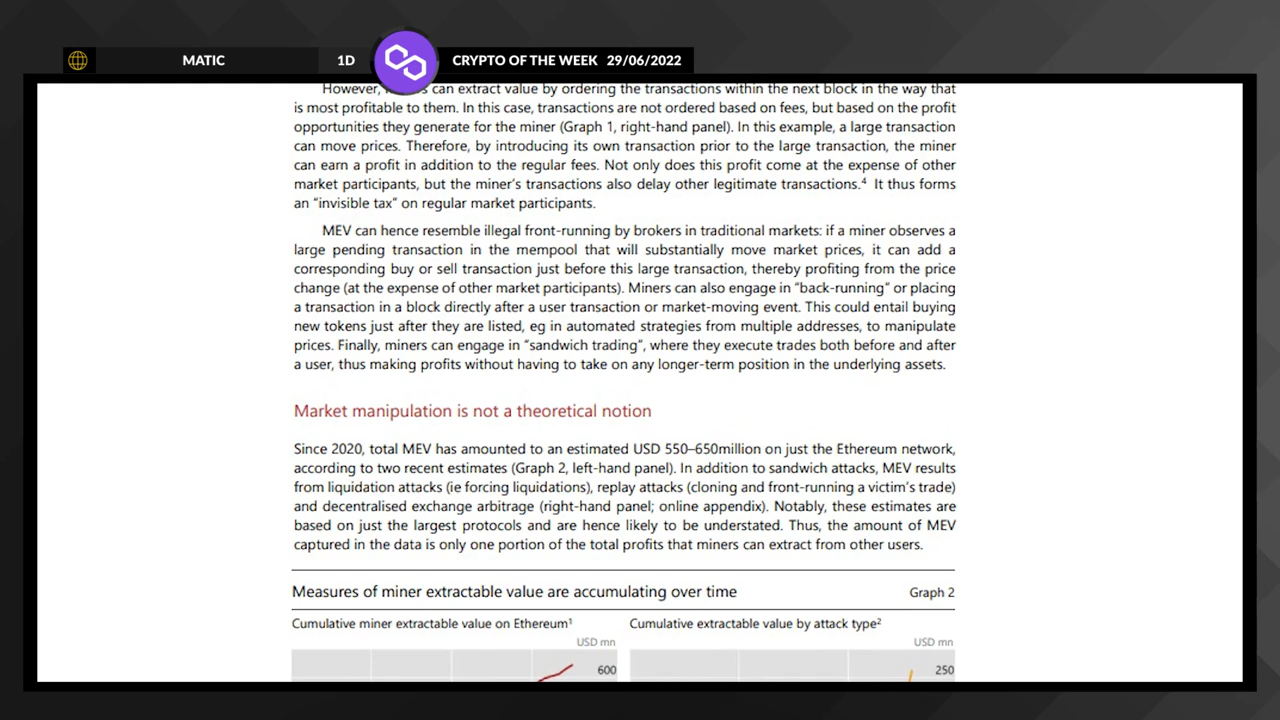 MATIC
1D
CRYPTO OF THE WEEK 29/06/2022
However, can extract value by ordering the transactions within the next block in the way that
is most profitable to them. In this case, transactions are not ordered based on fees, but based on the profit
opportunities they generate for the miner (Graph 1, right-hand panel). In this example, a large transaction
can move prices. Therefore, by introducing its own transaction prior to the large transaction, the miner
can earn a profit in addition to the regular fees. Not only does this profit come at the expense of other
market participants, but the miner's transactions also delay other legitimate transactions.⁴ It thus forms
an "invisible tax" on regular market participants.
MEV can hence resemble illegal front-running by brokers in traditional markets: if a miner observes a
large pending transaction in the mempool that will substantially move market prices, it can add a
corresponding buy or sell transaction just before this large transaction, thereby profiting from the price
change (at the expense of other market participants). Miners can also engage in "back-running" or placing
a transaction in a block directly after a user transaction or market-moving event. This could entail buying
new tokens just after they are listed, eg in automated strategies from multiple addresses, to manipulate
prices. Finally, miners can engage in "sandwich trading", where they execute trades both before and after
a user, thus making profits without having to take on any longer-term position in the underlying assets.
Market manipulation is not a theoretical notion
Since 2020, total MEV has amounted to an estimated USD 550–650million on just the Ethereum network,
according to two recent estimates (Graph 2, left-hand panel). In addition to sandwich attacks, MEV results
from liquidation attacks (ie forcing liquidations), replay attacks (cloning and front-running a victim's trade)
and decentralised exchange arbitrage (right-hand panel; online appendix). Notably, these estimates are
based on just the largest protocols and are hence likely to be understated. Thus, the amount of MEV
captured in the data is only one portion of the total profits that miners can extract from other users.
Measures of miner extractable value are accumulating over time Graph 2
Cumulative miner extractable value on Ethereum¹ Cumulative extractable value by attack type²
USD mn USD mn
600 250